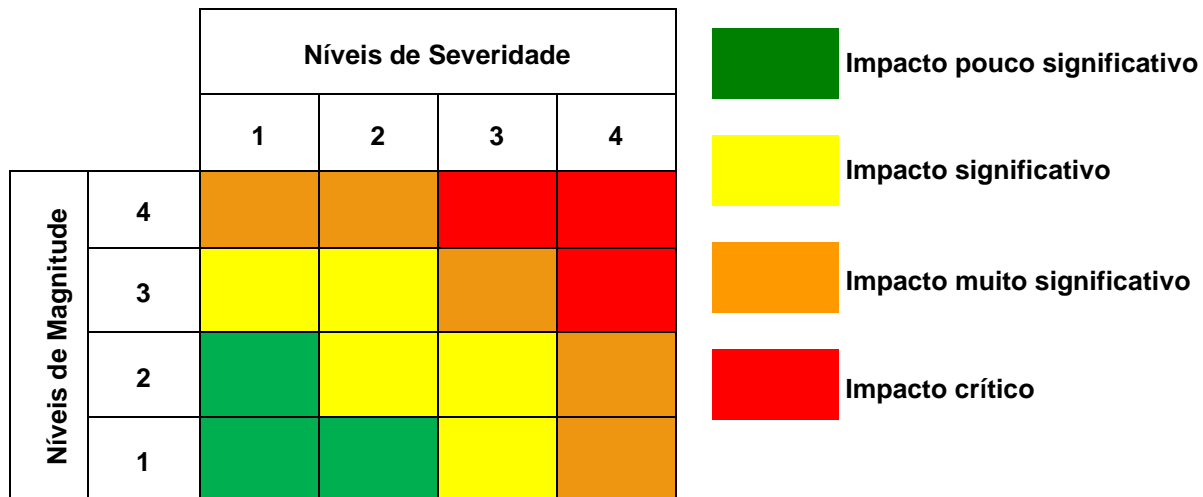 Níveis de Severidade
1 2 3 4
Níveis de Magnitude
4
3
2
1
Impacto pouco significativo
Impacto significativo
Impacto muito significativo
Impacto crítico